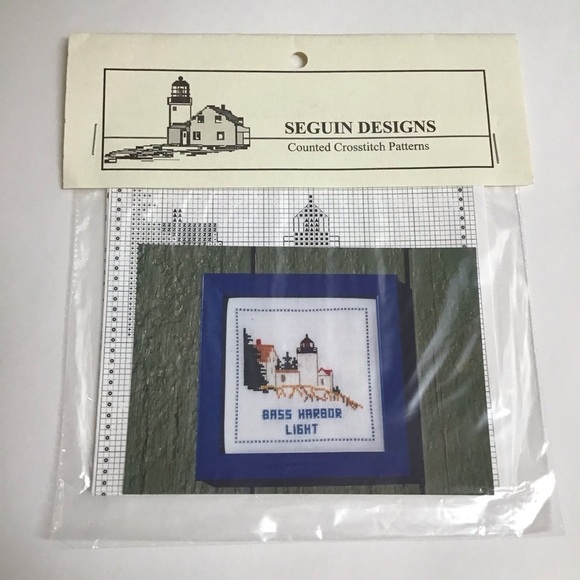 SEGUIN DESIGNS
Counted Crosstitch Patterns
BASS HARBOR
LIGHT